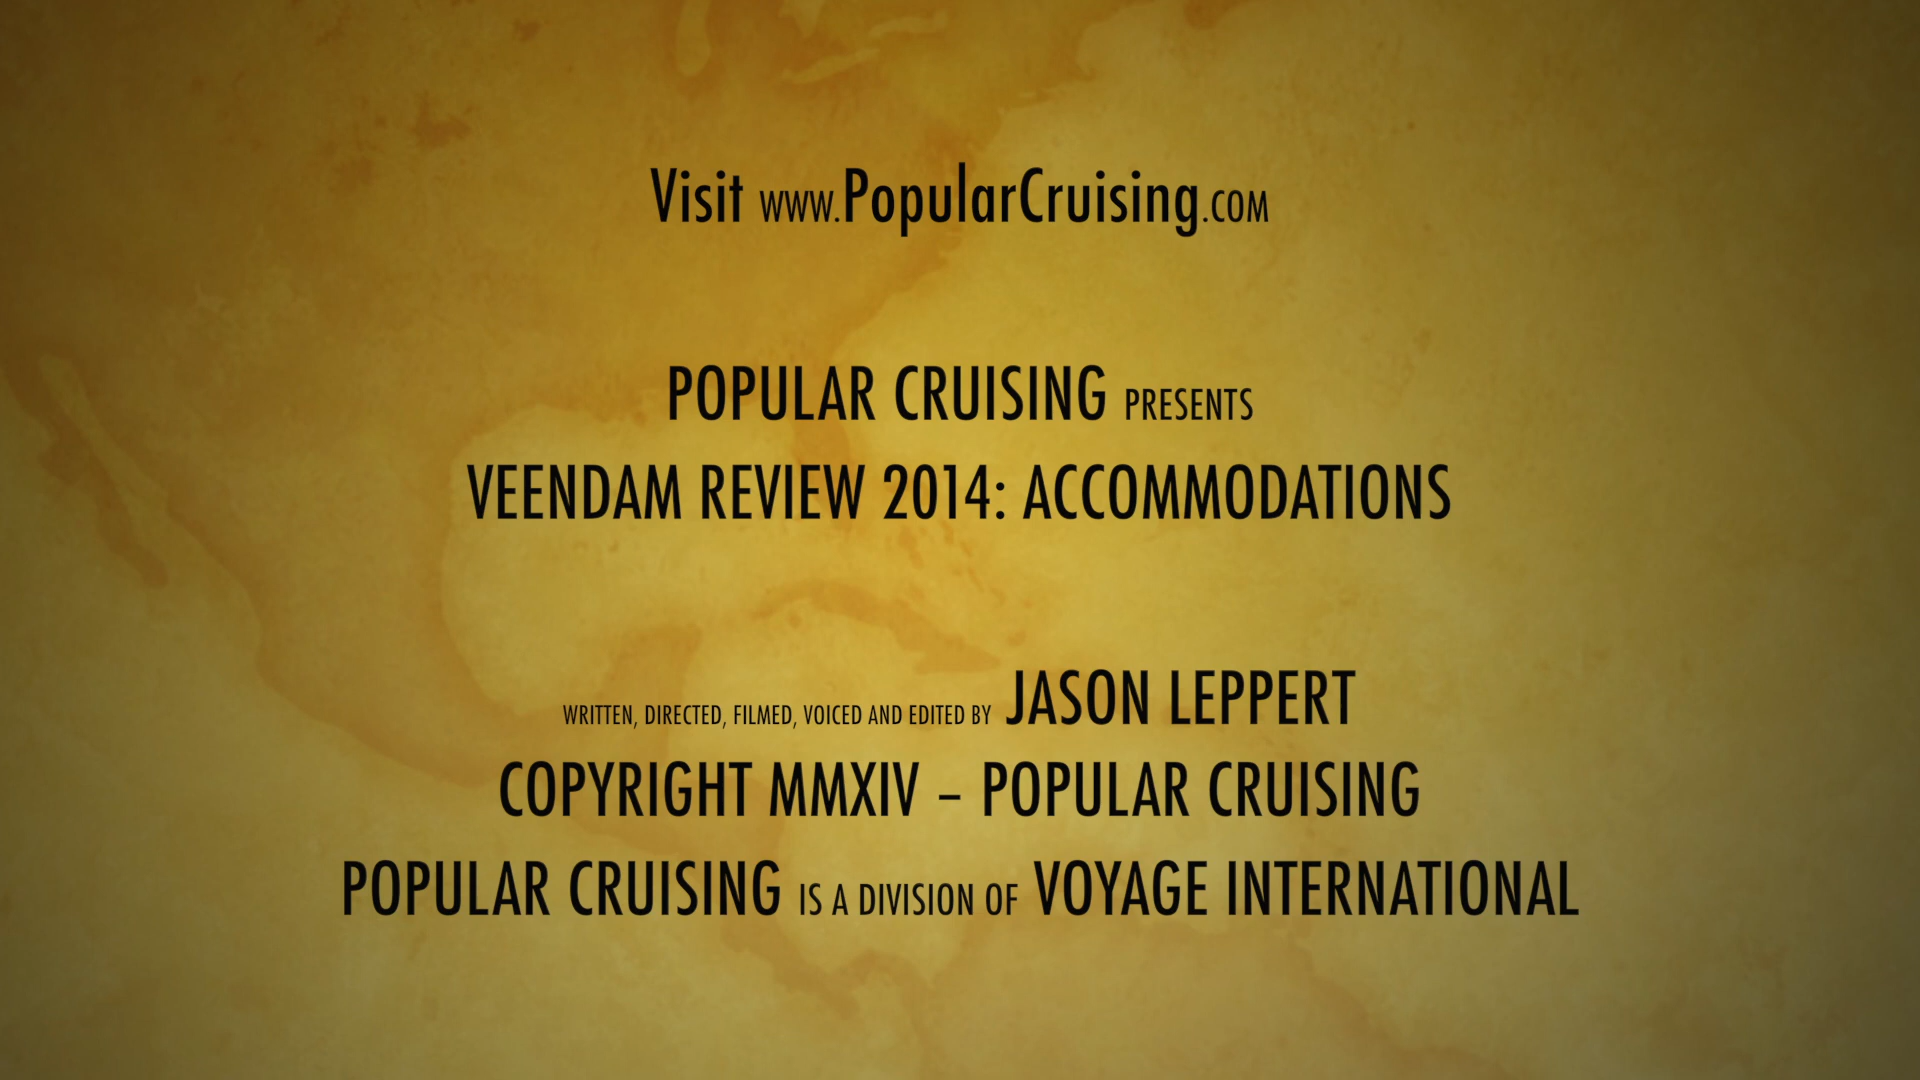 Visit www.PopularCruising.com
POPULAR CRUISING PRESENTS
VEENDAM REVIEW 2014: ACCOMMODATIONS
WRITTEN, DIRECTED, FILMED, VOICED AND EDITED BY JASON LEPPERT
COPYRIGHT MMXIV – POPULAR CRUISING
POPULAR CRUISING IS A DIVISION OF VOYAGE INTERNATIONAL